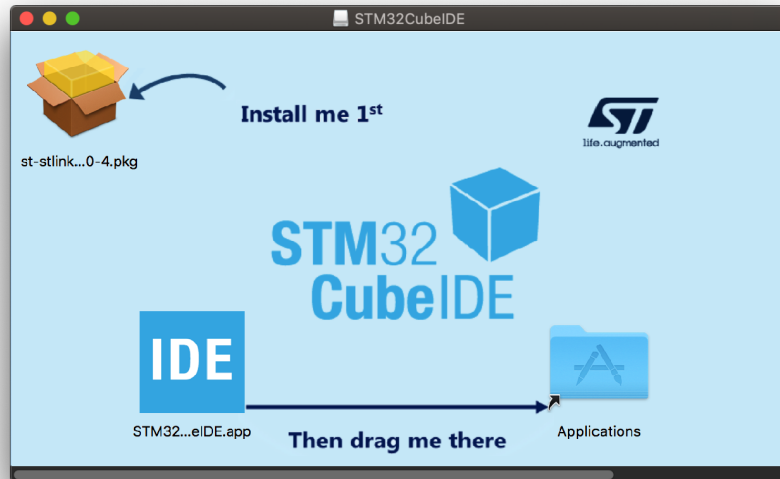 STM32CubeIDE
Install me 1st
ST
life.augmented
st-stlink...0-4.pkg
STM32
CubeIDE
IDE
STM32...eIDE.app
Then drag me there
Applications